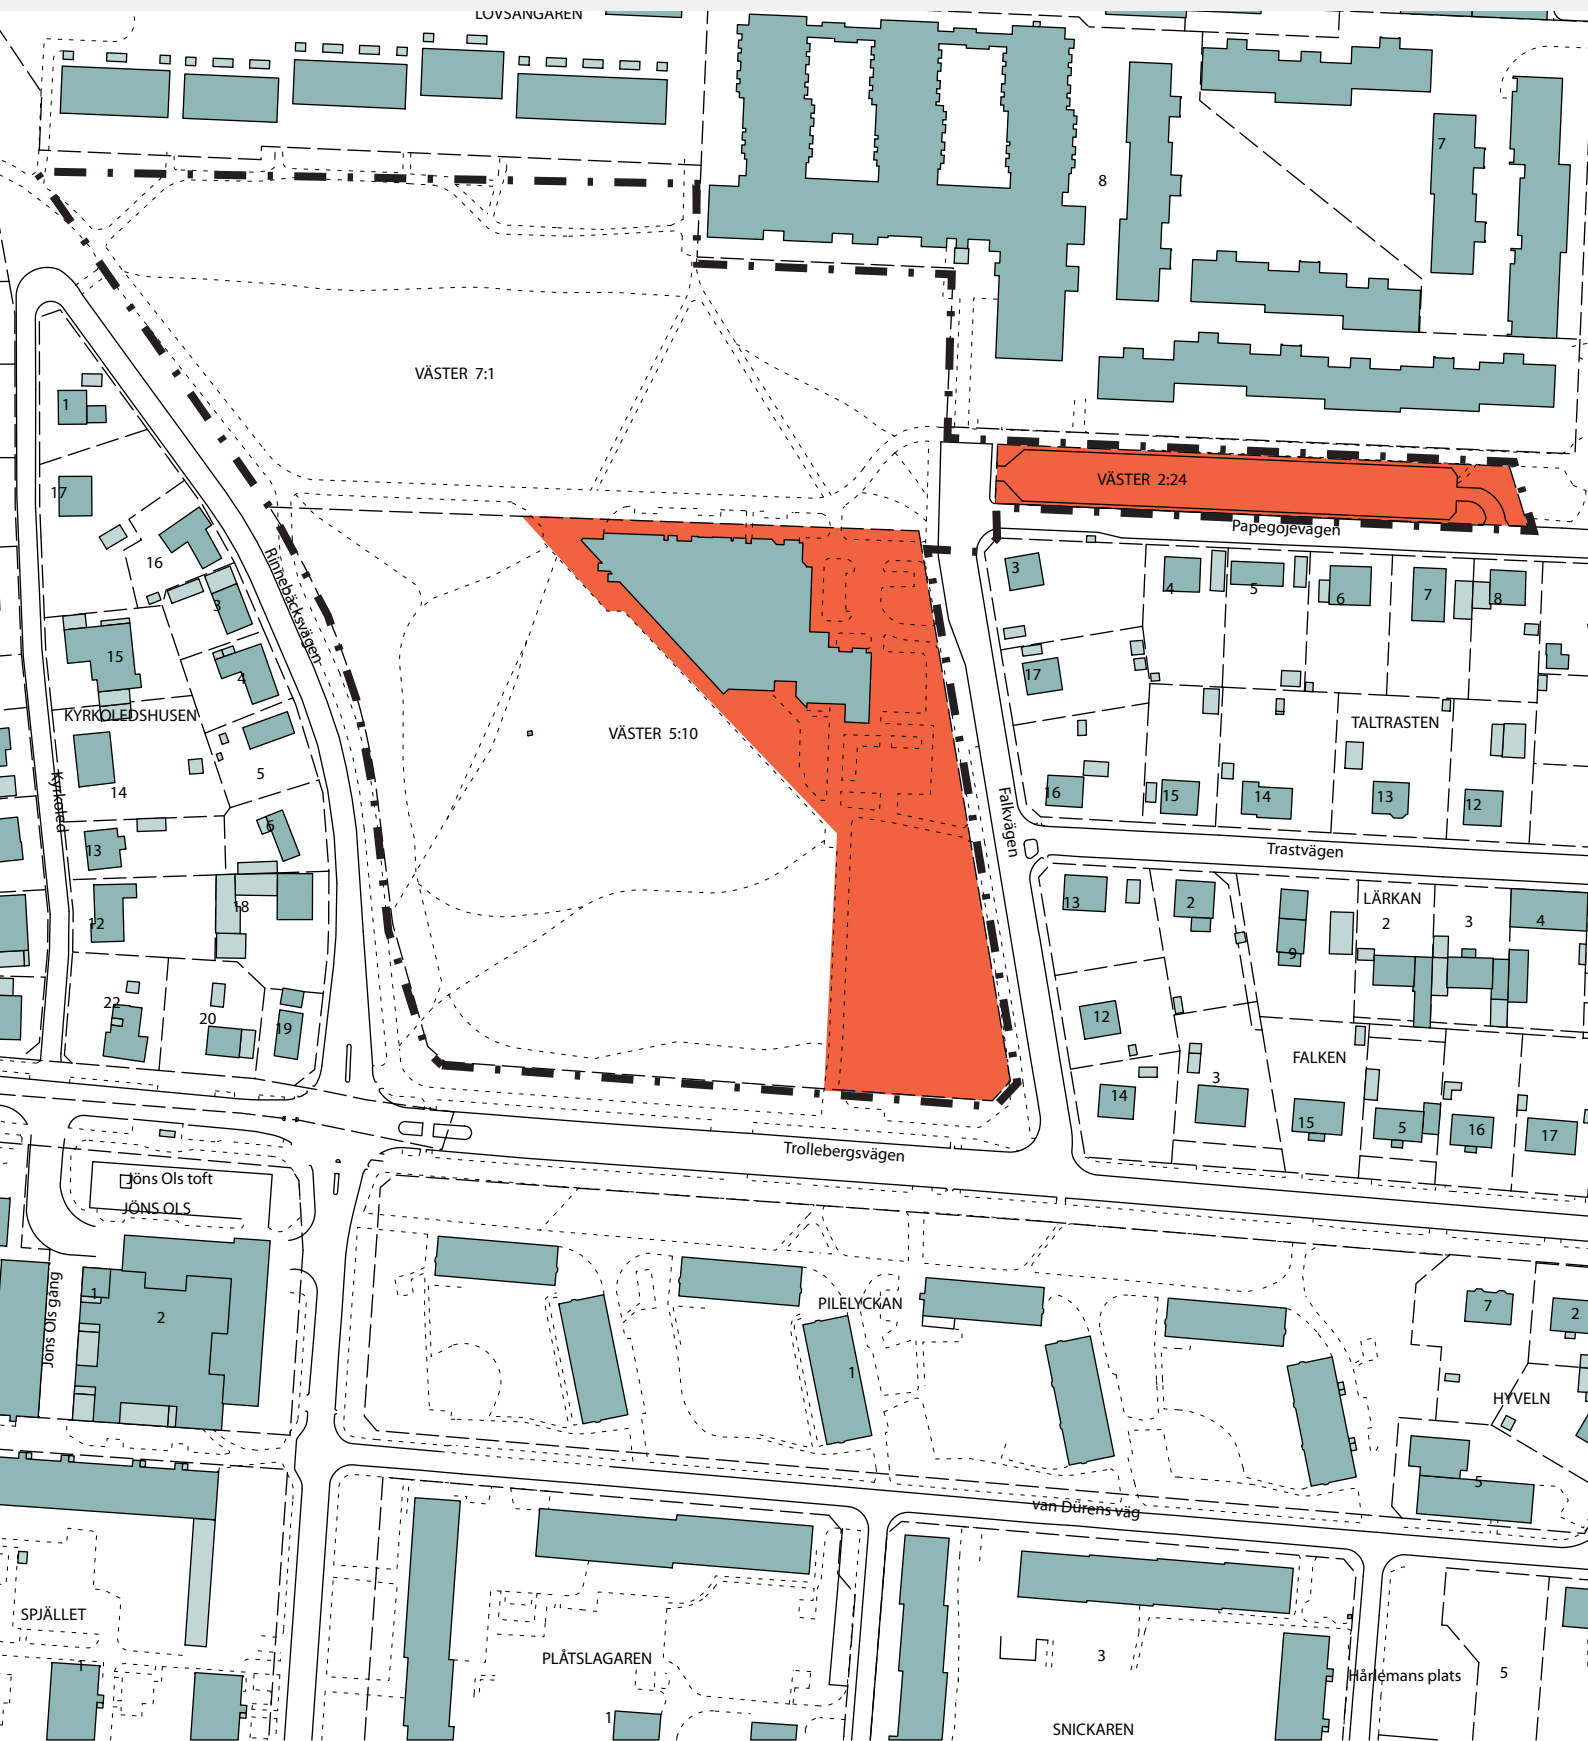 LÖVSÅNGAREN
7
8
VÄSTER 7:1
1
VÄSTER 2:24
17
Papegojevägen
16
Rinnebäcksvägen
3
3
4
5
6
7
8
15
4
17
KYRKOLEDSHUSEN
TALTRASTEN
VÄSTER 5:10
5
14
Kyrkoled
16
15
14
13
12
6
Falkvägen
13
Trastvägen
18
12
13
2
LÄRKAN
2
3
4
9
22
20
19
12
FALKEN
3
14
15
5
16
17
Trollebergsvägen
Jöns Ols toft
JÖNS OLS
Jöns Ols gång
1
2
PILELYCKAN
1
7
2
HYVELN
5
van Dürens väg
SPJÄLLET
1
PLÅTSLAGAREN
1
3
Hårlemans plats
5
SNICKAREN